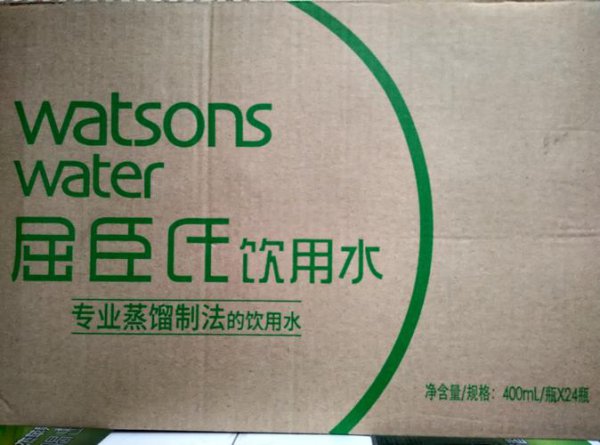 watsons
water
屈臣氏饮用水
专业蒸馏制法的饮用水
净含量/规格：400mL/瓶X24瓶